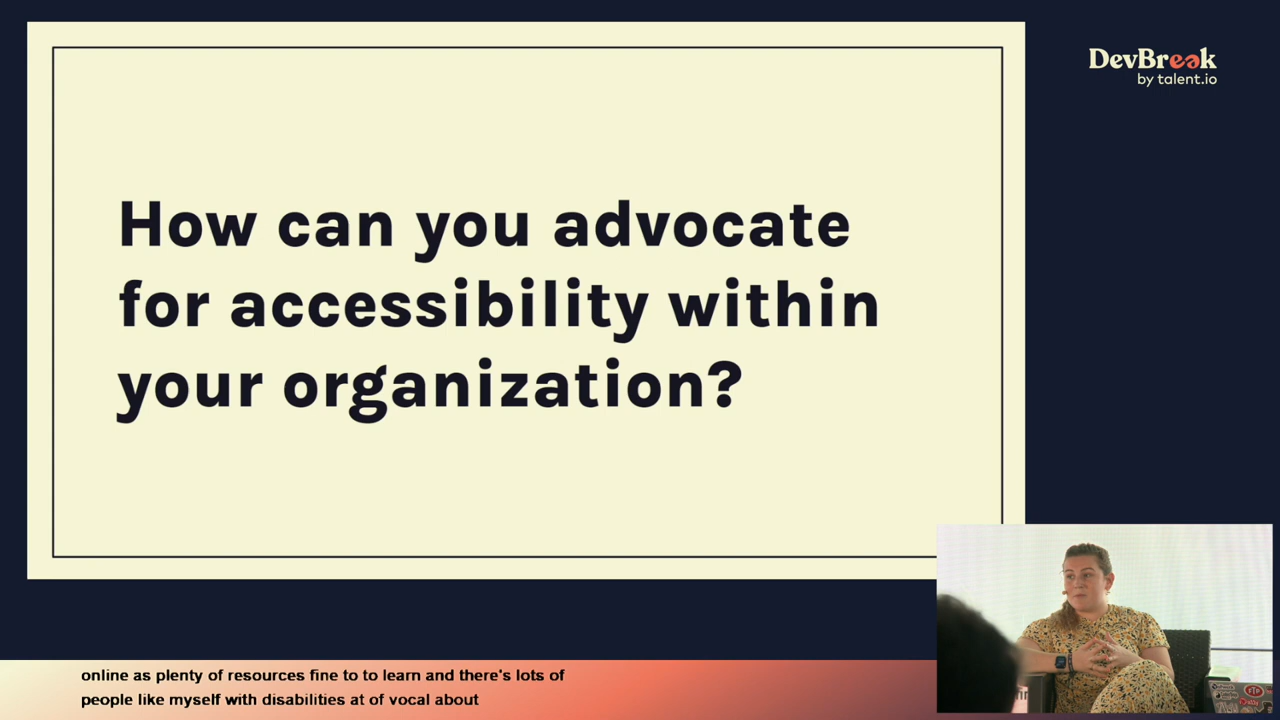 DevBreak
by talent.io
How can you advocate
for accessibility within
your organization?
online as plenty of resources fine to to learn and there's lots of
people like myself with disabilities at of vocal about